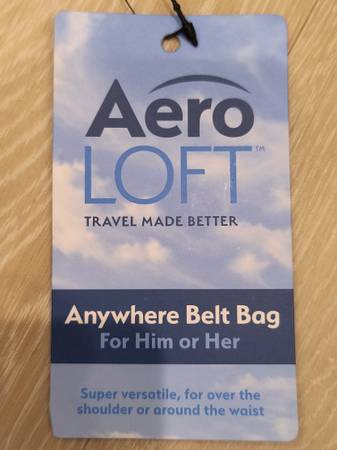 Aero
LOFT™
TRAVEL MADE BETTER
Anywhere Belt Bag
For Him or Her
Super versatile, for over the
shoulder or around the waist